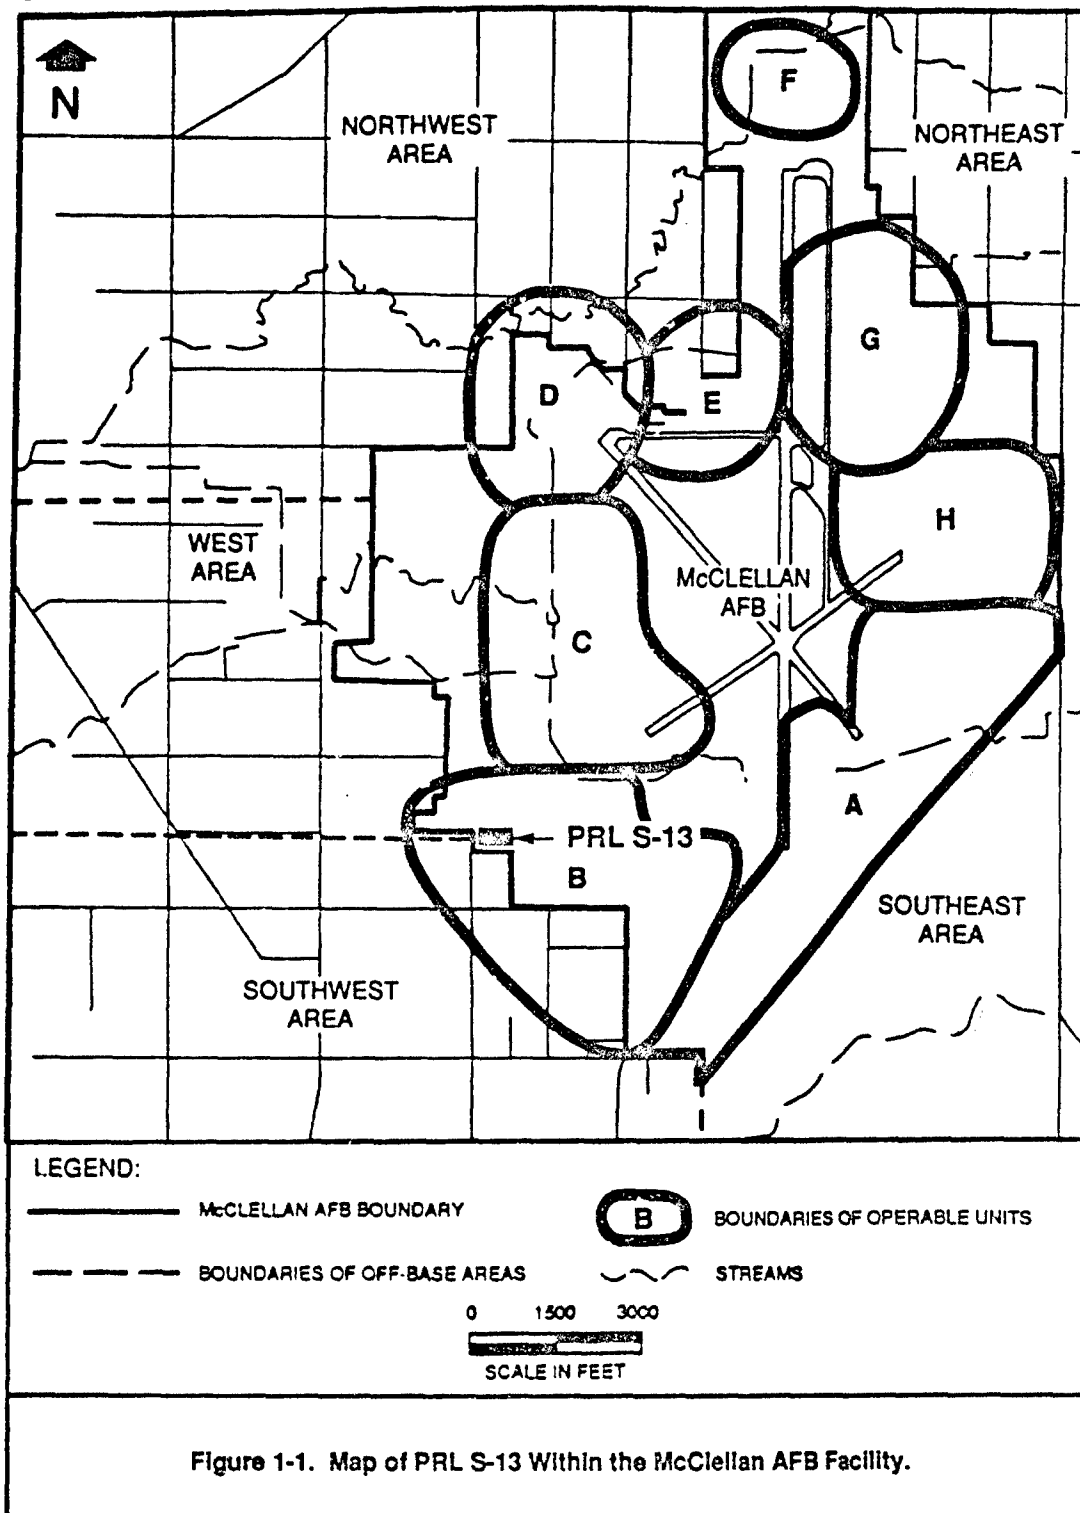 N
F
NORTHWEST
AREA
NORTHEAST
AREA
G
D
E
H
WEST
AREA
McCLELLAN
AFB
C
A
PRL S-13
B
SOUTHEAST
AREA
SOUTHWEST
AREA
LEGEND:
McCLELLAN AFB BOUNDARY
B
BOUNDARIES OF OPERABLE UNITS
BOUNDARIES OF OFF-BASE AREAS
STREAMS
0 1500 3000
SCALE IN FEET
Figure 1-1. Map of PRL S-13 Within the McClellan AFB Facility.